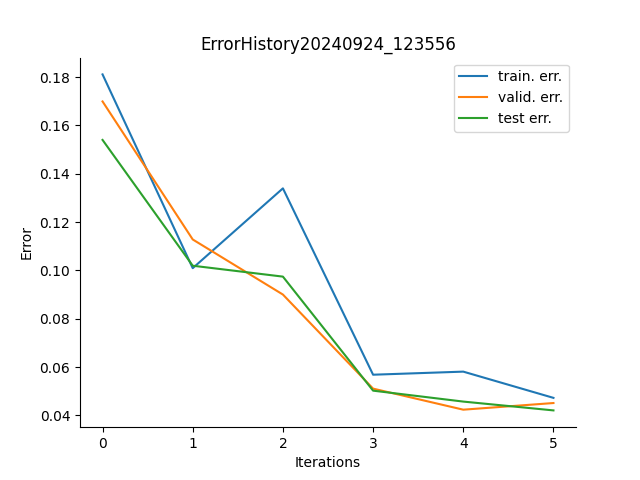 ErrorHistory20240924_123556
train. err.
valid. err.
test err.
0.18
0.16
0.14
0.12
0.10
0.08
0.06
0.04
Error
0 1 2 3 4 5
Iterations